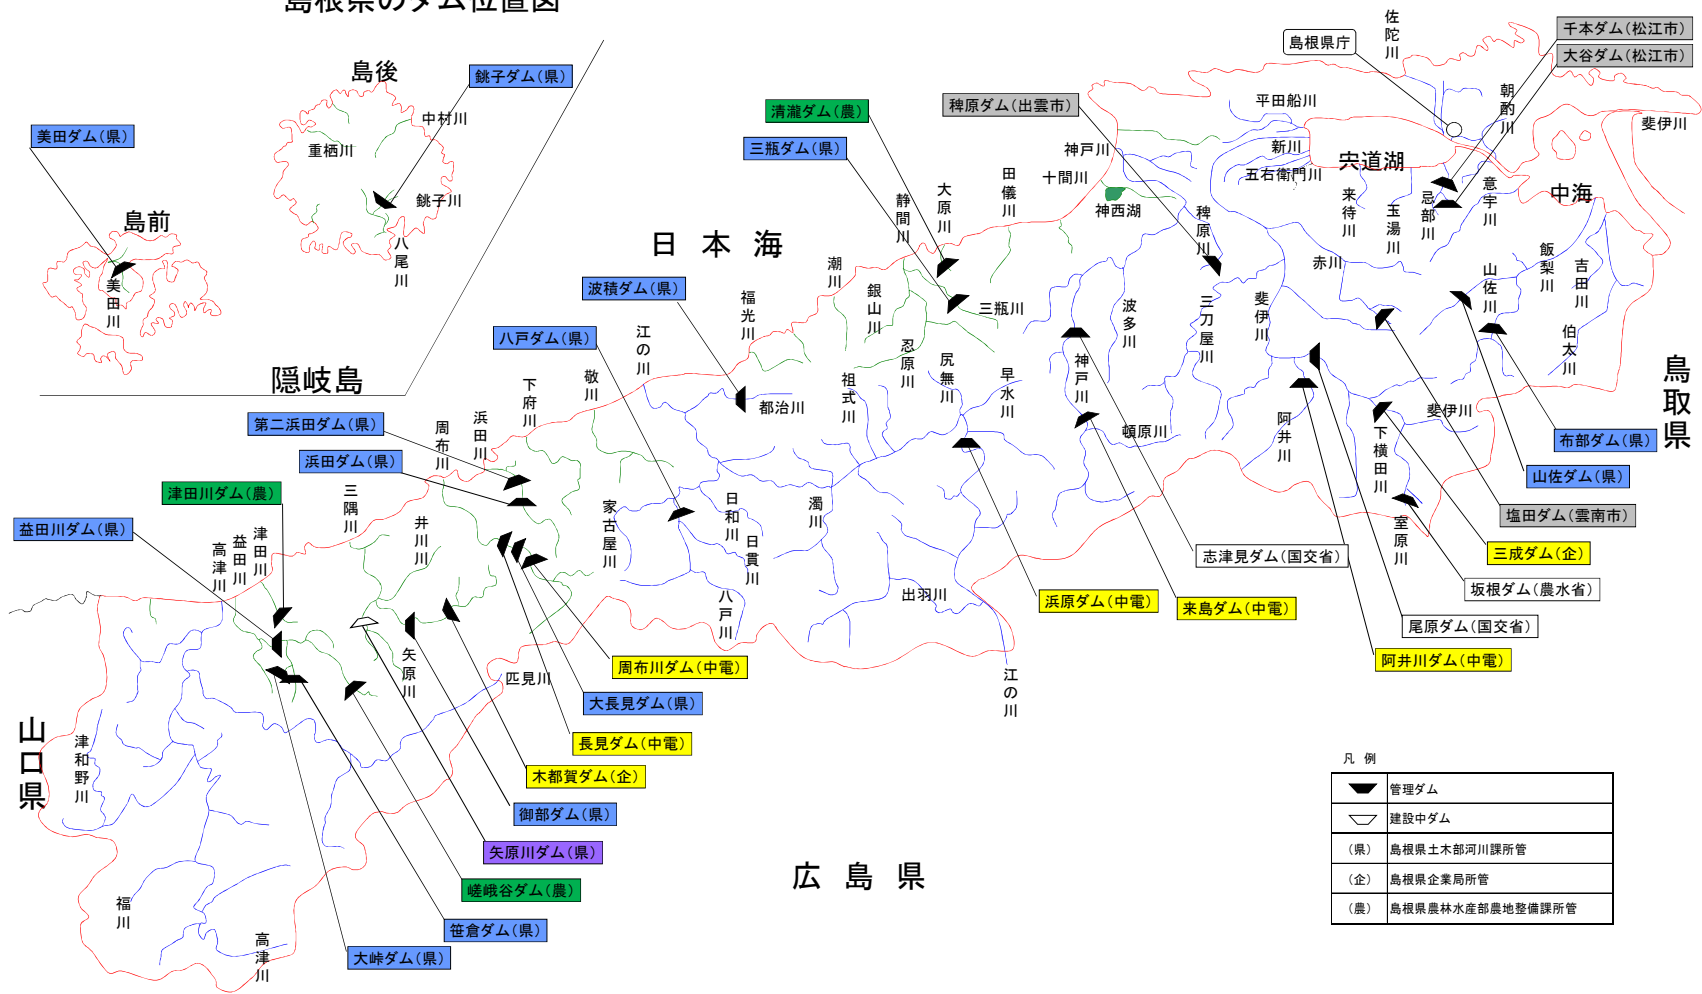 島根県のダム位置図
島後
銚子ダム(県)
中村川
重栖川
銚子川
八尾川
美田ダム(県)
島前
美田川
隠岐島
日本海
島根県庁
佐陀川
千本ダム(松江市)
大谷ダム(松江市)
朝酌川
斐伊川
平田船川
新川
宍道湖
五右衛門川
中海
来待川
玉湯川
忌部川
意宇川
清瀧ダム(農)
三瓶ダム(県)
稗原ダム(出雲市)
神戸川
十間川
神西湖
稗原川
田儀川
大原川
静間川
潮川
銀山川
三瓶川
忍原川
福光川
波積ダム(県)
八戸ダム(県)
江の川
都治川
敬川
下府川
浜田川
周布川
第二浜田ダム(県)
浜田ダム(県)
津田川ダム(農)
益田川ダム(県)
三隅川
井川川
津田川
益田川
高津川
家古屋川
日和川
日貫川
濁川
八戸川
出羽川
江の川
祖式川
尻無川
早水川
神戸川
波多川
三刀屋川
斐伊川
赤川
頓原川
阿井川
下横田川
斐伊川
室原川
山佐川
飯梨川
吉田川
伯太川
鳥取県
布部ダム(県)
山佐ダム(県)
塩田ダム(雲南市)
三成ダム(企)
坂根ダム(農水省)
尾原ダム(国交省)
阿井川ダム(中電)
志津見ダム(国交省)
来島ダム(中電)
浜原ダム(中電)
周布川ダム(中電)
大長見ダム(県)
長見ダム(中電)
木都賀ダム(企)
御部ダム(県)
矢原川ダム(県)
嵯峨谷ダム(農)
笹倉ダム(県)
大峠ダム(県)
矢原川
匹見川
山口県
津和野川
福川
高津川
広島県
凡例
管理ダム
建設中ダム
(県) 島根県土木部河川課所管
(企) 島根県企業局所管
(農) 島根県農林水産部農地整備課所管